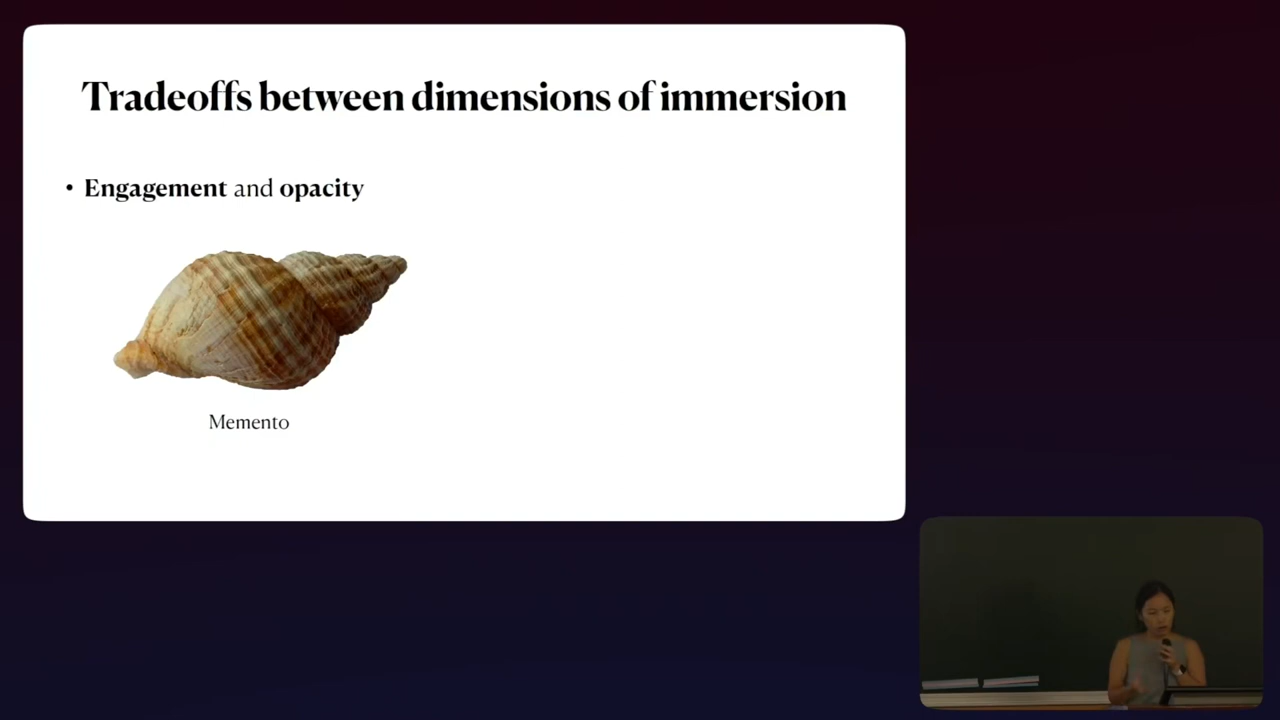 Tradeoffs between dimensions of immersion
• Engagement and opacity
Memento